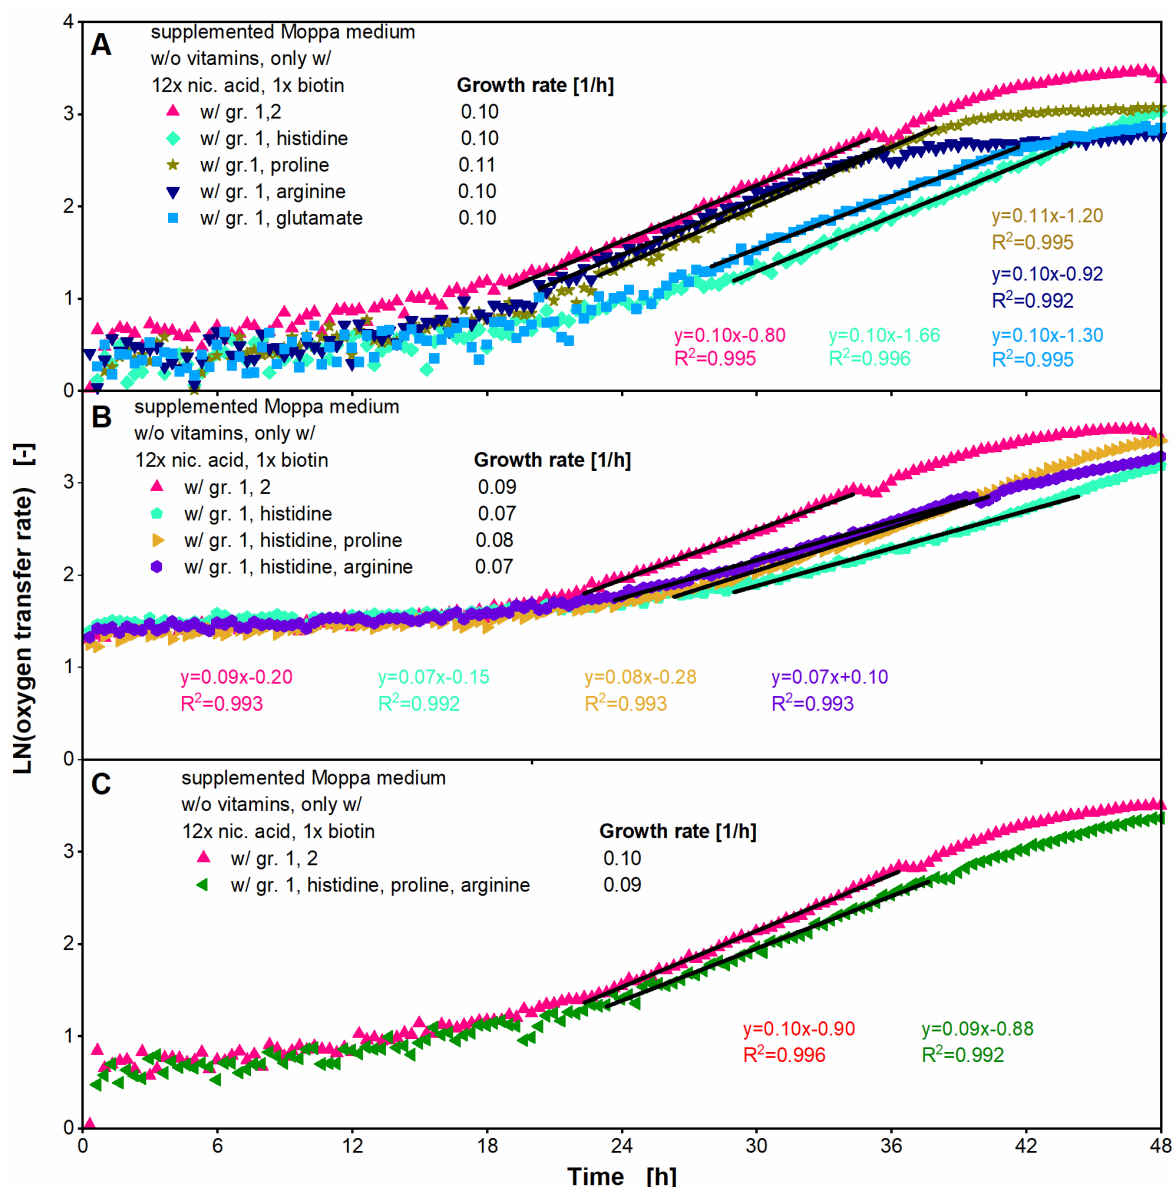 LN(oxygen transfer rate) [-]
4
3
2
1
0
A
supplemented Moppa medium
w/o vitamins, only w/
12x nic. acid, 1x biotin Growth rate [1/h]
w/ gr. 1,2 0.10
w/ gr. 1, histidine 0.10
w/ gr.1, proline 0.11
w/ gr. 1, arginine 0.10
w/ gr. 1, glutamate 0.10
y=0.11x-1.20
R²=0.995
y=0.10x-0.92
R²=0.992
y=0.10x-0.80 y=0.10x-1.66 y=0.10x-1.30
R²=0.995 R²=0.996 R²=0.995
3
2
1
0
B
supplemented Moppa medium
w/o vitamins, only w/
12x nic. acid, 1x biotin Growth rate [1/h]
w/ gr. 1, 2 0.09
w/ gr. 1, histidine 0.07
w/ gr. 1, histidine, proline 0.08
w/ gr. 1, histidine, arginine 0.07
y=0.09x-0.20 y=0.07x-0.15 y=0.08x-0.28 y=0.07x+0.10
R²=0.993 R²=0.992 R²=0.993 R²=0.993
3
2
1
0
C
supplemented Moppa medium
w/o vitamins, only w/
12x nic. acid, 1x biotin Growth rate [1/h]
w/ gr. 1, 2 0.10
w/ gr. 1, histidine, proline, arginine 0.09
y=0.10x-0.90 y=0.09x-0.88
R²=0.996 R²=0.992
0 6 12 18 24 30 36 42 48
Time [h]